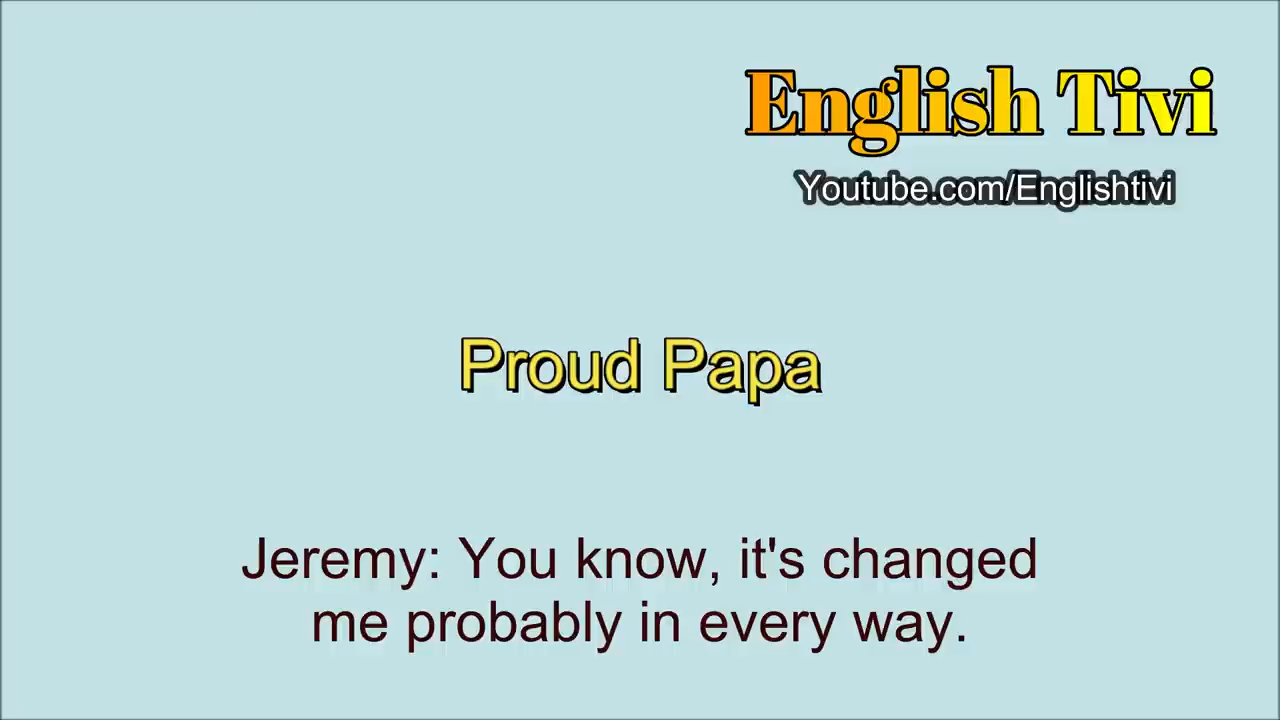 English Tivi
Youtube.com/Englishtivi
Proud Papa
Jeremy: You know, it's changed
me probably in every way.